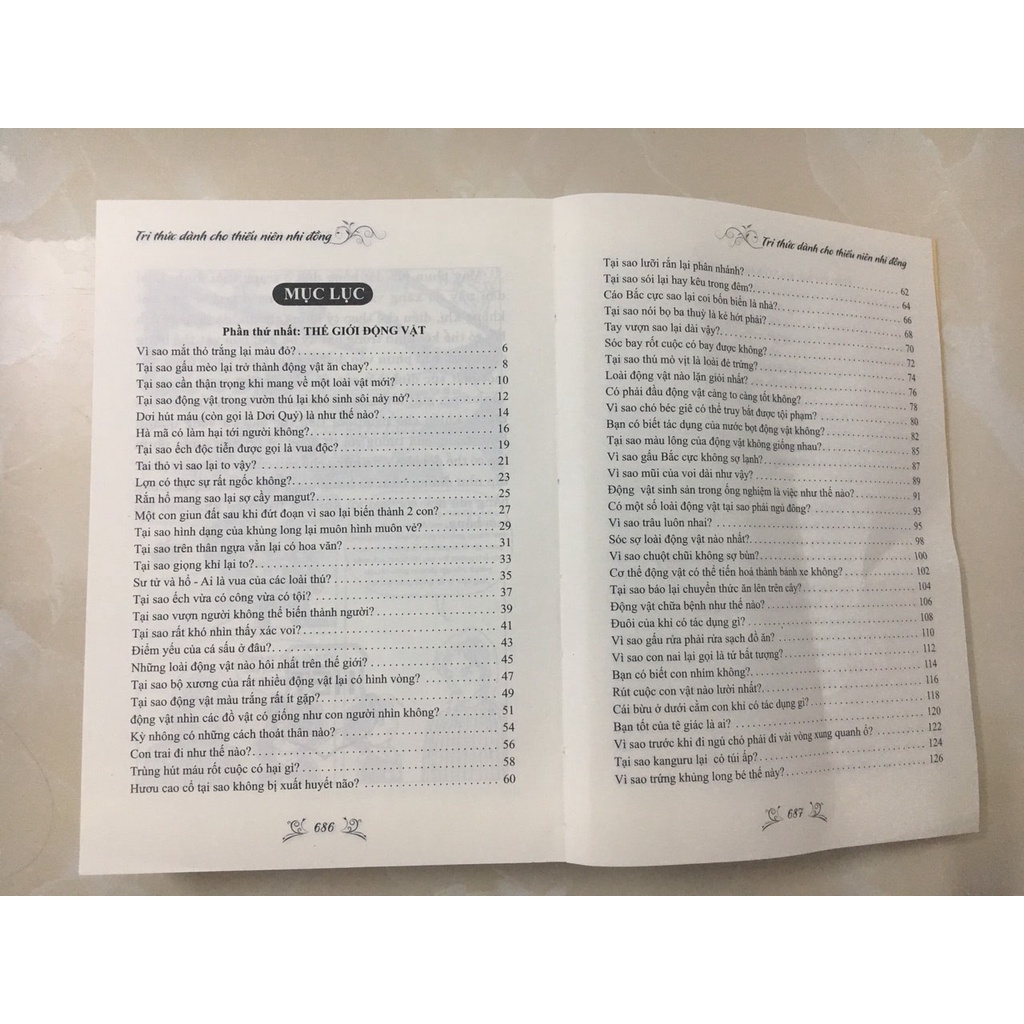 Tri thức dành cho thiếu niên nhi đồng
MỤC LỤC
Phần thứ nhất: THẾ GIỚI ĐỘNG VẬT
Vì sao mắt thỏ trắng lại màu đỏ? 6
Tại sao gấu mèo lại trở thành động vật ăn chay? 8
Tại sao cần thận trọng khi mang về một loài vật mới? 10
Tại sao động vật trong vườn thú lại khó sinh sôi nảy nở? 12
Dơi hút máu (còn gọi là Dơi Quỷ) là như thế nào? 14
Hà mã có làm hại tới người không? 16
Tại sao ếch độc tiễn được gọi là vua độc? 19
Tai thỏ vì sao lại to vậy? 21
Lợn có thực sự rất ngốc không? 23
Rắn hổ mang sao lại sợ cầy mangut? 25
Một con giun đất sau khi đứt đoạn vì sao lại biến thành 2 con? 27
Tại sao hình dạng của khủng long lại muôn hình muôn vẻ? 29
Tại sao trên thân ngựa vằn lại có hoa văn? 31
Tại sao giọng khỉ lại to? 33
Sư tử và hổ - Ai là vua của các loài thú? 35
Tại sao ếch vừa có công vừa có tội? 37
Tại sao vượn người không thể biến thành người? 39
Tại sao rất khó nhìn thấy xác voi? 41
Điểm yếu của cá sấu ở đâu? 43
Những loài động vật nào hôi nhất trên thế giới? 45
Tại sao bộ xương của rất nhiều động vật lại có hình vòng? 47
Tại sao động vật màu trắng rất ít gặp? 49
động vật nhìn các đồ vật có giống như con người nhìn không? 51
Kỳ nhông có những cách thoát thân nào? 54
Con trai đi như thế nào? 56
Trùng hút máu rốt cuộc có hại gì? 58
Hươu cao cổ tại sao không bị xuất huyết não? 60
686
Tri thức dành cho thiếu niên nhi đồng
Tại sao lưỡi rắn lại phân nhánh? 62
Tại sao sói lại hay kêu trong đêm? 64
Cáo Bắc cực sao lại coi bốn biển là nhà? 66
Tại sao nói bọ ba thuỳ là kẻ hót phải? 68
Tay vượn sao lại dài vậy? 70
Sóc bay rốt cuộc có bay được không? 72
Tại sao thú mỏ vịt là loài đẻ trứng? 74
Loài động vật nào lặn giỏi nhất? 76
Có phải đầu động vật càng to càng tốt không? 78
Vì sao chó béc giê có thể truy bắt được tội phạm? 80
Bạn có biết tác dụng của nước bọt động vật không? 82
Tại sao màu lông của động vật không giống nhau? 85
Vì sao gấu Bắc cực không sợ lạnh? 87
Vì sao mũi của voi dài như vậy? 89
Động vật sinh sản trong ống nghiệm là việc như thế nào? 91
Có một số loài động vật tại sao phải ngủ đông? 93
Vì sao trâu luôn nhai? 95
Sóc sợ loài động vật nào nhất? 98
Vì sao chuột chũi không sợ bùn? 100
Cơ thể động vật có thể tiến hoá thành bánh xe không? 102
Tại sao báo lại chuyển thức ăn lên trên cây? 104
Động vật chữa bệnh như thế nào? 106
Đuôi của khỉ có tác dụng gì? 108
Vì sao gấu rửa phải rửa sạch đồ ăn? 110
Vì sao con nai lại gọi là tứ bất tượng? 112
Bạn có biết con nhím không? 114
Rút cuộc con vật nào lười nhất? 116
Cái bửu ở dưới cằm con khỉ có tác dụng gì? 118
Bạn tốt của tê giác là ai? 120
Vì sao trước khi đi ngủ chó phải đi vài vòng xung quanh ổ? 122
Tại sao kanguru lại có túi ấp? 124
Vì sao trứng khủng long bé thế này? 126
687